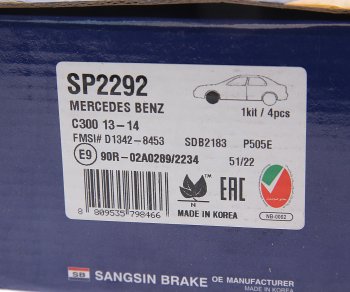 SP2292
MERCEDES BENZ
C300 13-14
1kit / 4pcs
FMSI# D1342-8453 SDB2183 P505E
E9 90R-02A0289/2234 51/22
N
EAC
8 809535 798466
MADE IN KOREA
NB-0002
SB SANGSIN BRAKE OE MANUFACTURER
MADE IN KOREA